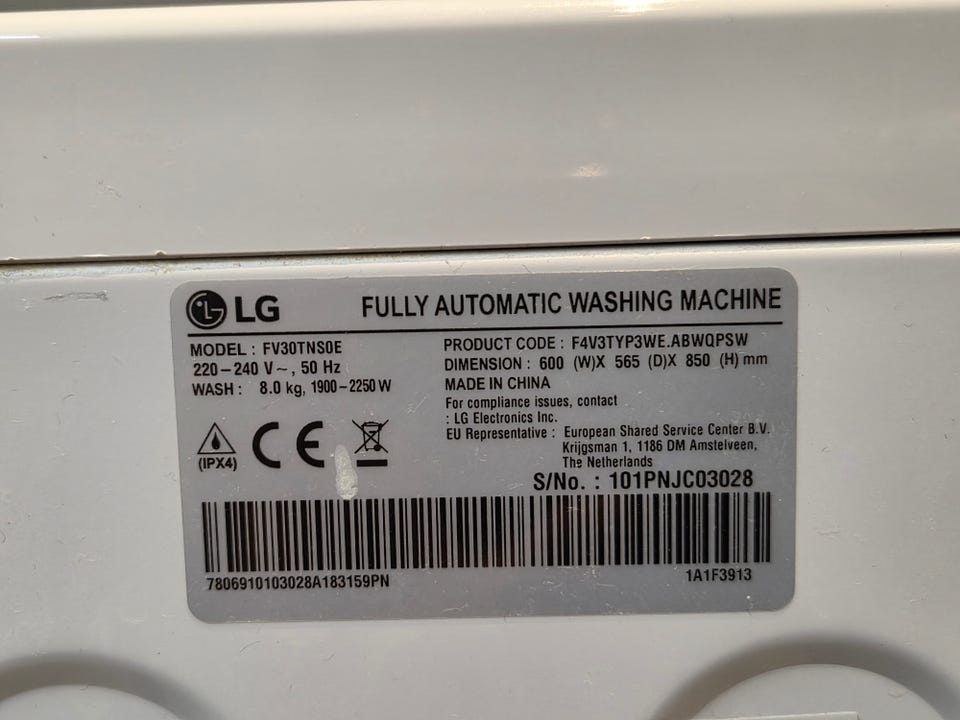 LG FULLY AUTOMATIC WASHING MACHINE
MODEL : FV30TNS0E
220-240 V~, 50 Hz
WASH : 8.0 kg, 1900-2250 W
PRODUCT CODE : F4V3TYP3WE.ABWQPSW
DIMENSION : 600 (W)X 565 (D)X 850 (H) mm
MADE IN CHINA
For compliance issues, contact
: LG Electronics Inc.
EU Representative : European Shared Service Center B.V.
Krijgsman 1, 1186 DM Amstelveen,
The Netherlands
(IPX4) CE
S/No. : 101PNJC03028
7806910103028A183159PN 1A1F3913